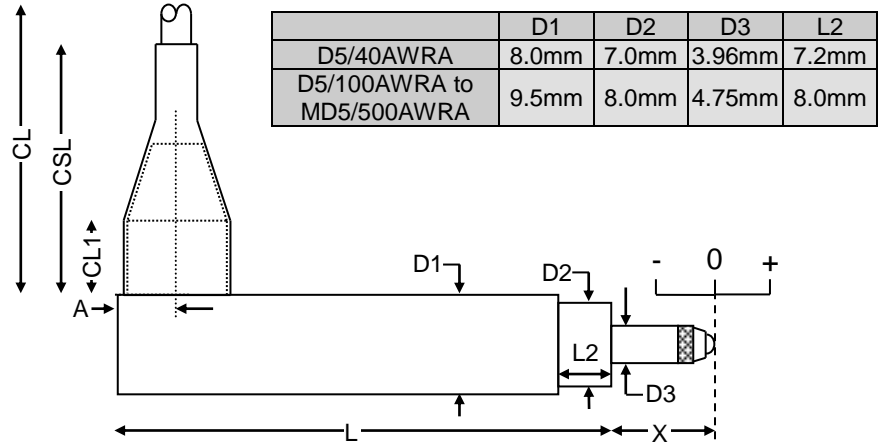 D1 D2 D3 L2
D5/40AWRA 8.0mm 7.0mm 3.96mm 7.2mm
D5/100AWRA to
MD5/500AWRA 9.5mm 8.0mm 4.75mm 8.0mm
CL
CSL
CL1
A
D1
D2
- 0 +
L2
D3
L
X